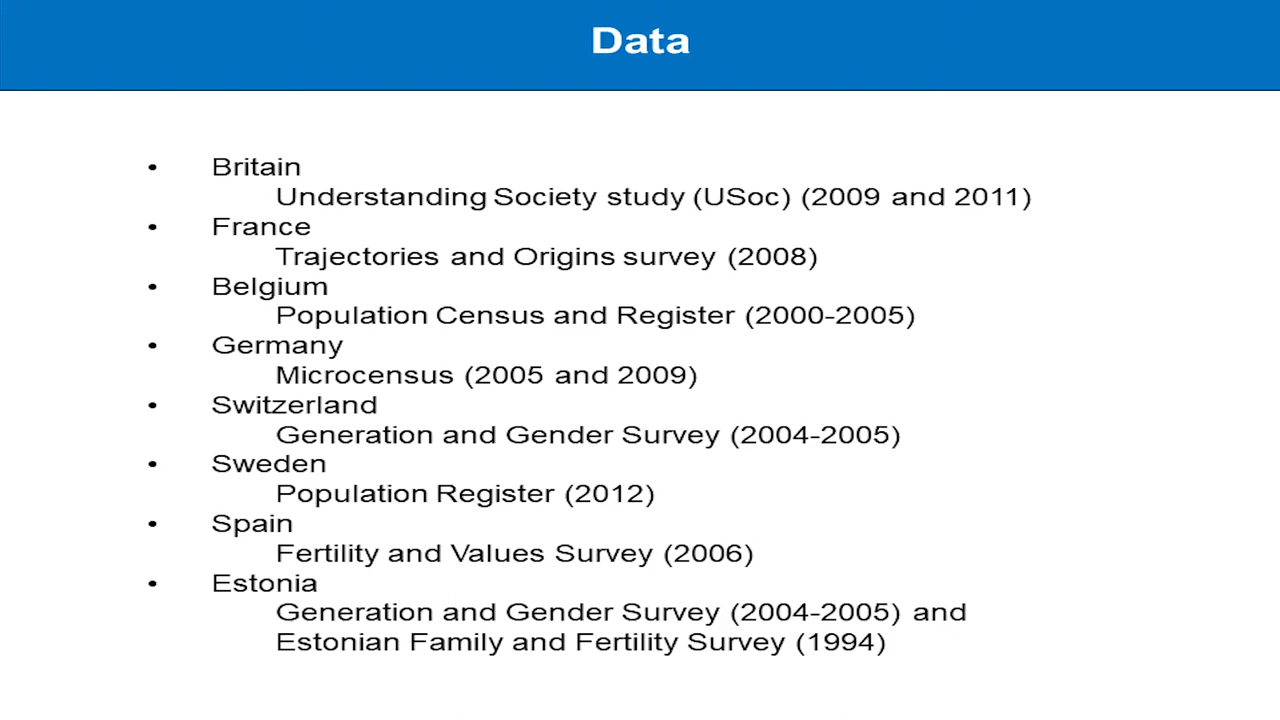 Data
• Britain
Understanding Society study (USoc) (2009 and 2011)
• France
Trajectories and Origins survey (2008)
• Belgium
Population Census and Register (2000-2005)
• Germany
Microcensus (2005 and 2009)
• Switzerland
Generation and Gender Survey (2004-2005)
• Sweden
Population Register (2012)
• Spain
Fertility and Values Survey (2006)
• Estonia
Generation and Gender Survey (2004-2005) and
Estonian Family and Fertility Survey (1994)